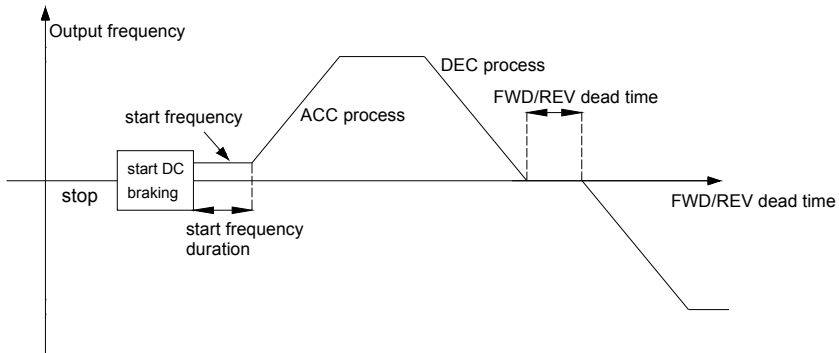 Output frequency
DEC process
FWD/REV dead time
ACC process
start frequency
start DC
braking
stop
FWD/REV dead time
start frequency
duration